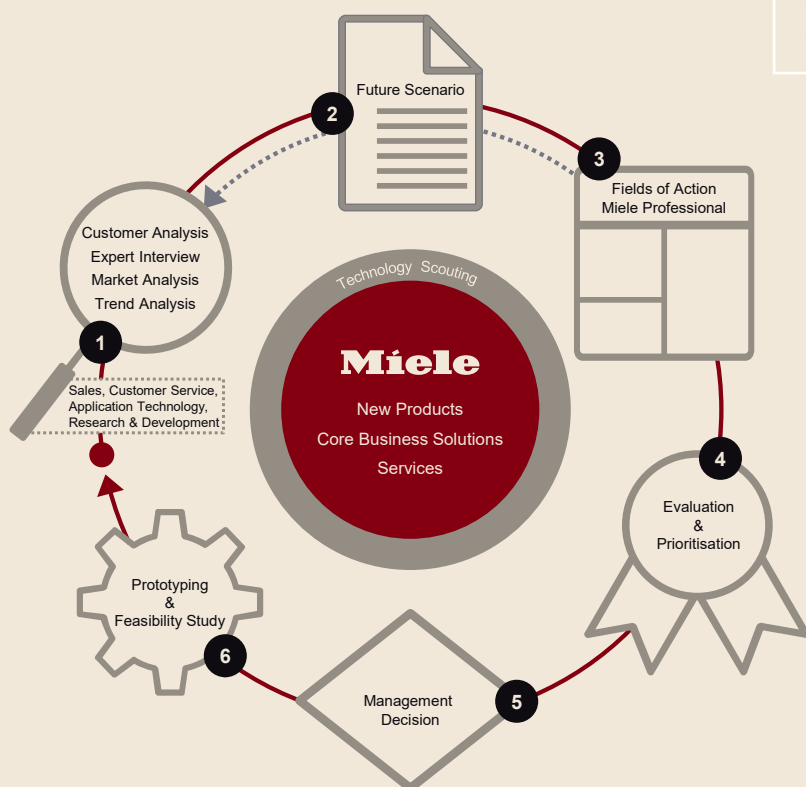 Future Scenario
2
3
Fields of Action
Miele Professional
Customer Analysis
Expert Interview
Market Analysis
Trend Analysis
1
Sales, Customer Service,
Application Technology,
Research & Development
Technology Scouting
Miele
New Products
Core Business Solutions
Services
4
Evaluation
&
Prioritisation
Prototyping
&
Feasibility Study
6
Management
Decision
5